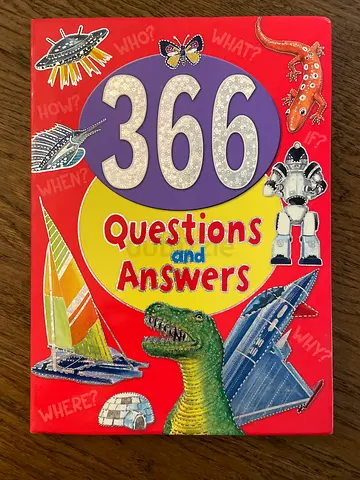 WHO?
WHAT?
HOW?
366
IF?
WHEN?
Questions
and
Answers
WHY?
WHERE?